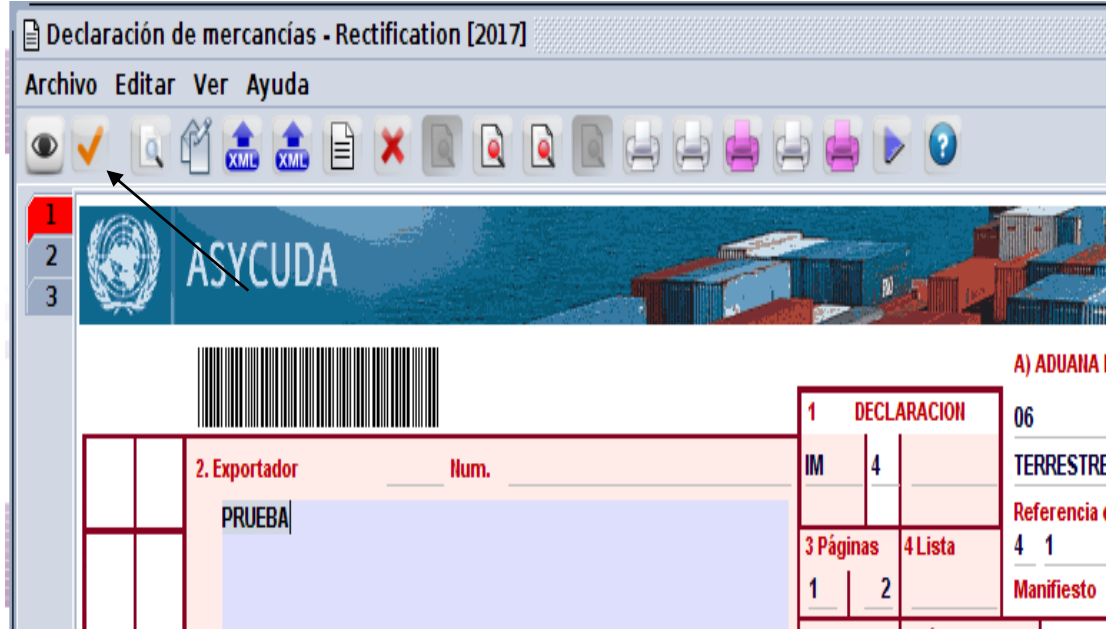 Declaración de mercancías - Rectification [2017]
Archivo Editar Ver Ayuda
XML XML ?
1
2
3
ASYCUDA
A) ADUANA
1 DECLARACION
06
IM 4
TERRESTRE
2. Exportador Num.
PRUEBA
Referencia
3 Páginas 4 Lista
4 1
1 2
Manifiesto